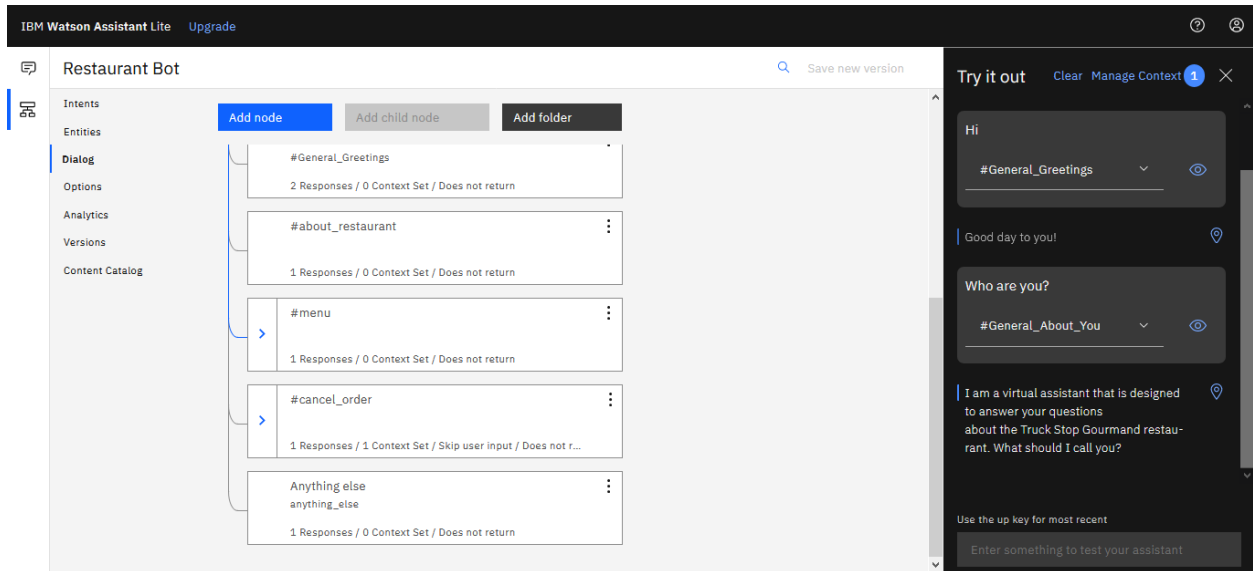 IBM Watson Assistant Lite Upgrade
Restaurant Bot
Save new version
Intents
Entities
Dialog
Options
Analytics
Versions
Content Catalog
Add node
Add child node
Add folder
#General_Greetings
2 Responses / 0 Context Set / Does not return
#about_restaurant
1 Responses / 0 Context Set / Does not return
#menu
1 Responses / 0 Context Set / Does not return
#cancel_order
1 Responses / 1 Context Set / Skip user input / Does not r...
Anything else
anything_else
1 Responses / 0 Context Set / Does not return
Try it out Clear Manage Context 1
Hi
#General_Greetings
Good day to you!
Who are you?
#General_About_You
I am a virtual assistant that is designed
to answer your questions
about the Truck Stop Gourmand restau-
rant. What should I call you?
Use the up key for most recent
Enter something to test your assistant